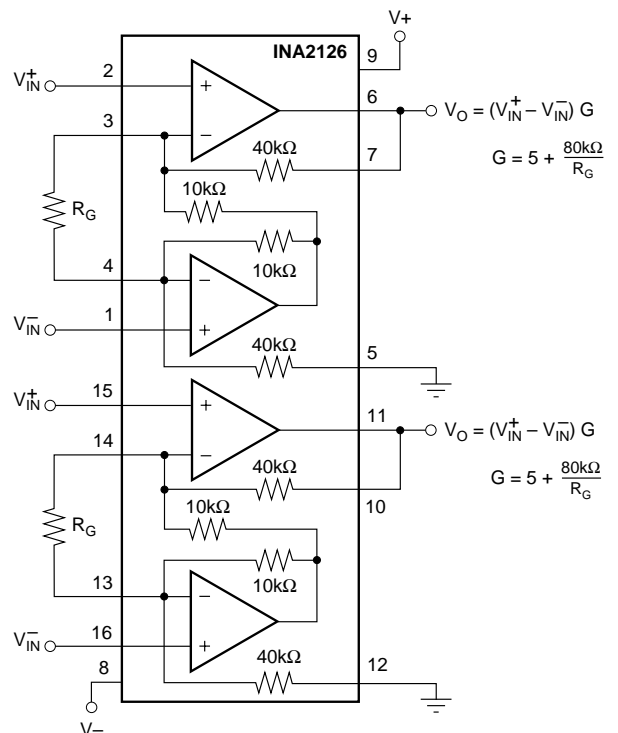 V+
INA2126
9
V+IN
2
6
VO = (V+IN – V–IN) G
3
40kΩ
7
G = 5 + 80kΩ/RG
10kΩ
RG
10kΩ
4
V–IN
1
40kΩ
5
V+IN
15
11
VO = (V+IN – V–IN) G
14
40kΩ
10
G = 5 + 80kΩ/RG
10kΩ
RG
10kΩ
13
V–IN
16
40kΩ
12
8
V–